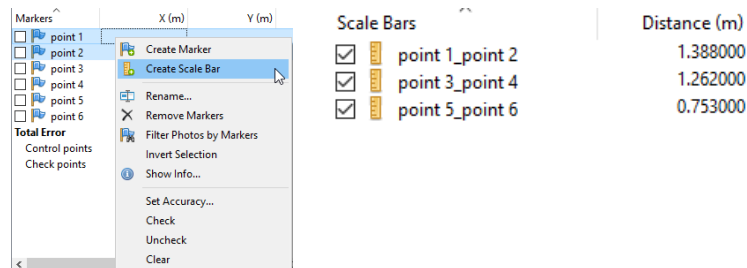 Markers X (m) Y (m)
point 1
point 2
point 3
point 4
point 5
point 6
Total Error
Control points
Check points
Create Marker
Create Scale Bar
Rename...
Remove Markers
Filter Photos by Markers
Invert Selection
Show Info...
Set Accuracy...
Check
Uncheck
Clear
Scale Bars Distance (m)
point 1_point 2 1.388000
point 3_point 4 1.262000
point 5_point 6 0.753000